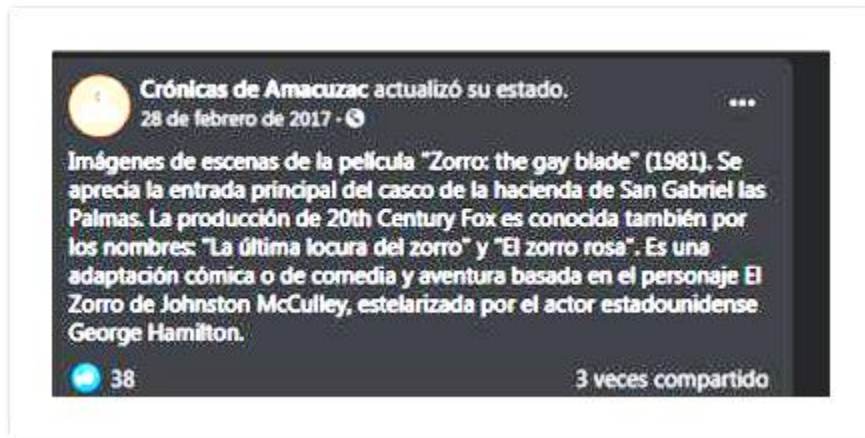 Crónicas de Amacuzac actualizó su estado.
28 de febrero de 2017 ·
Imágenes de escenas de la película "Zorro: the gay blade" (1981). Se
aprecia la entrada principal del casco de la hacienda de San Gabriel las
Palmas. La producción de 20th Century Fox es conocida también por
los nombres: "La última locura del zorro" y "El zorro rosa". Es una
adaptación cómica o de comedia y aventura basada en el personaje El
Zorro de Johnston McCulley, estelarizada por el actor estadounidense
George Hamilton.
38 3 veces compartido